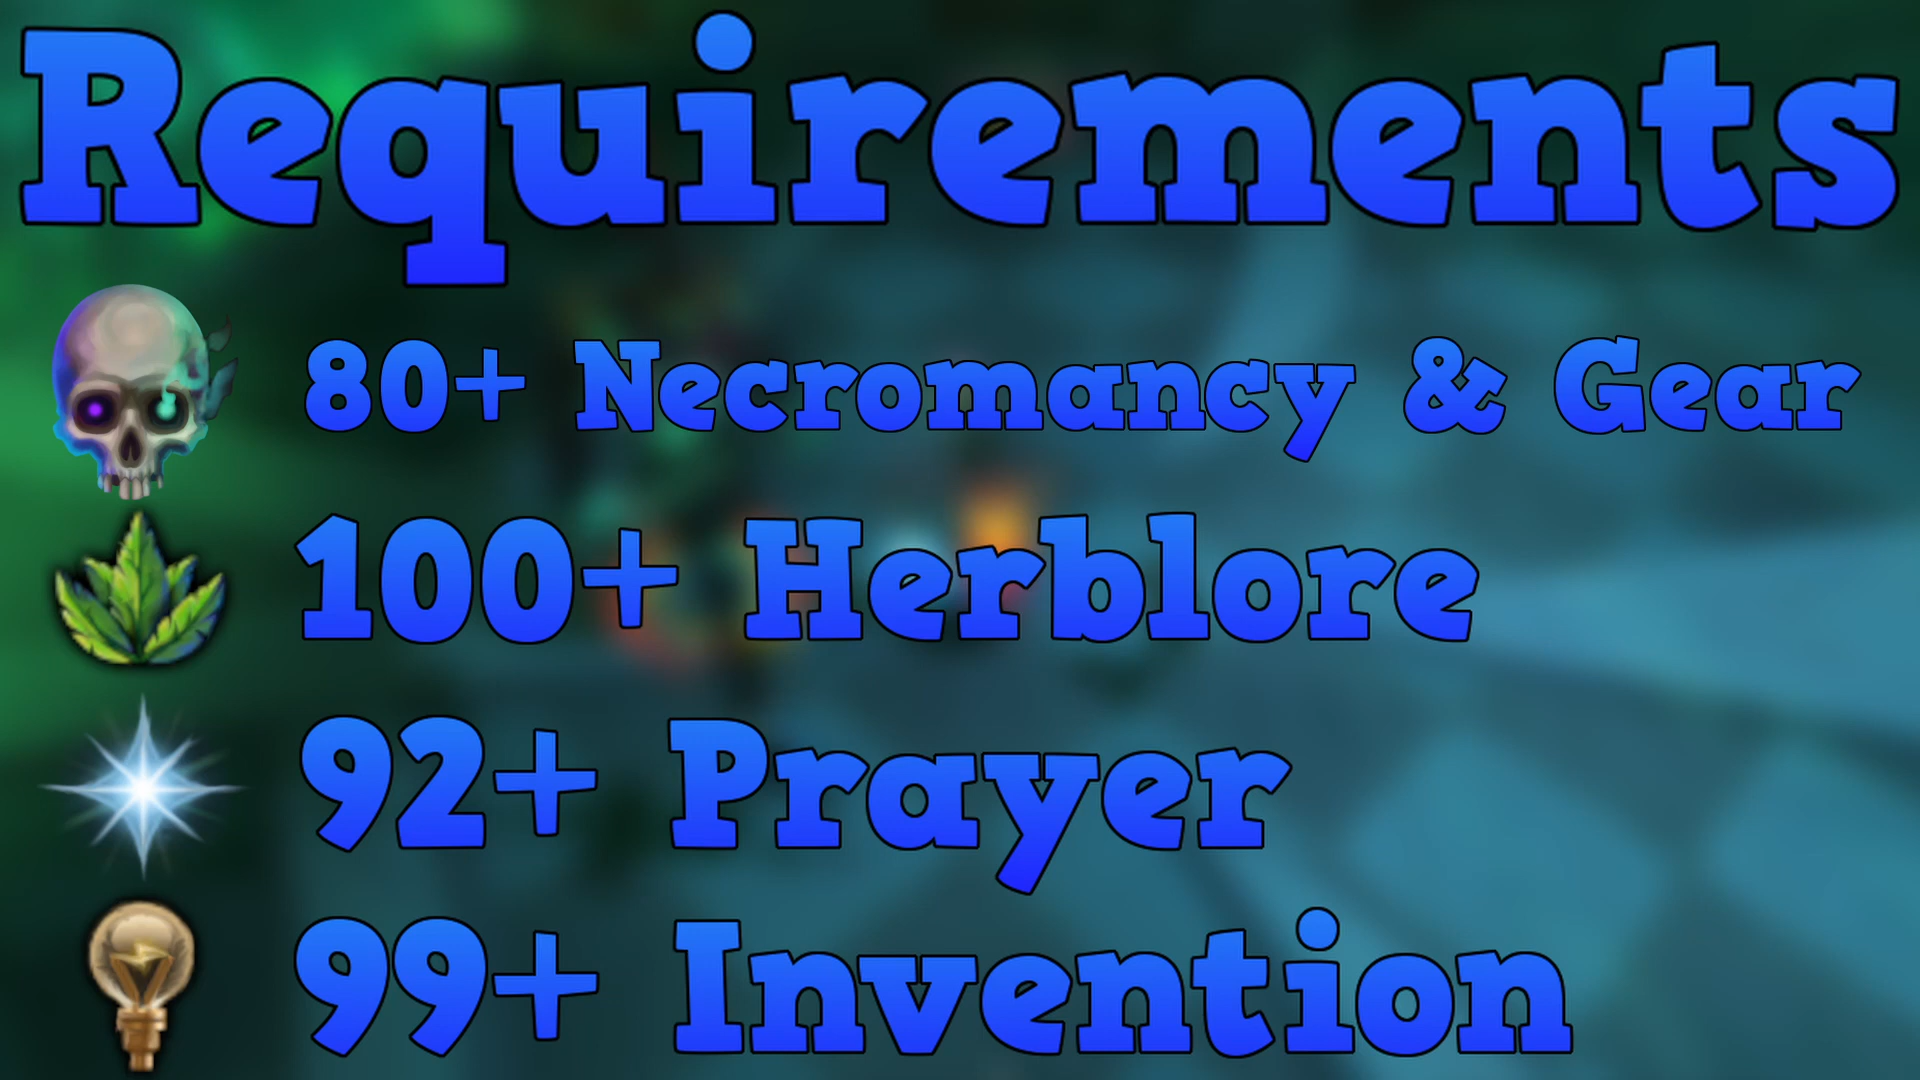 Requirements
80+ Necromancy & Gear
100+ Herblore
92+ Prayer
99+ Invention